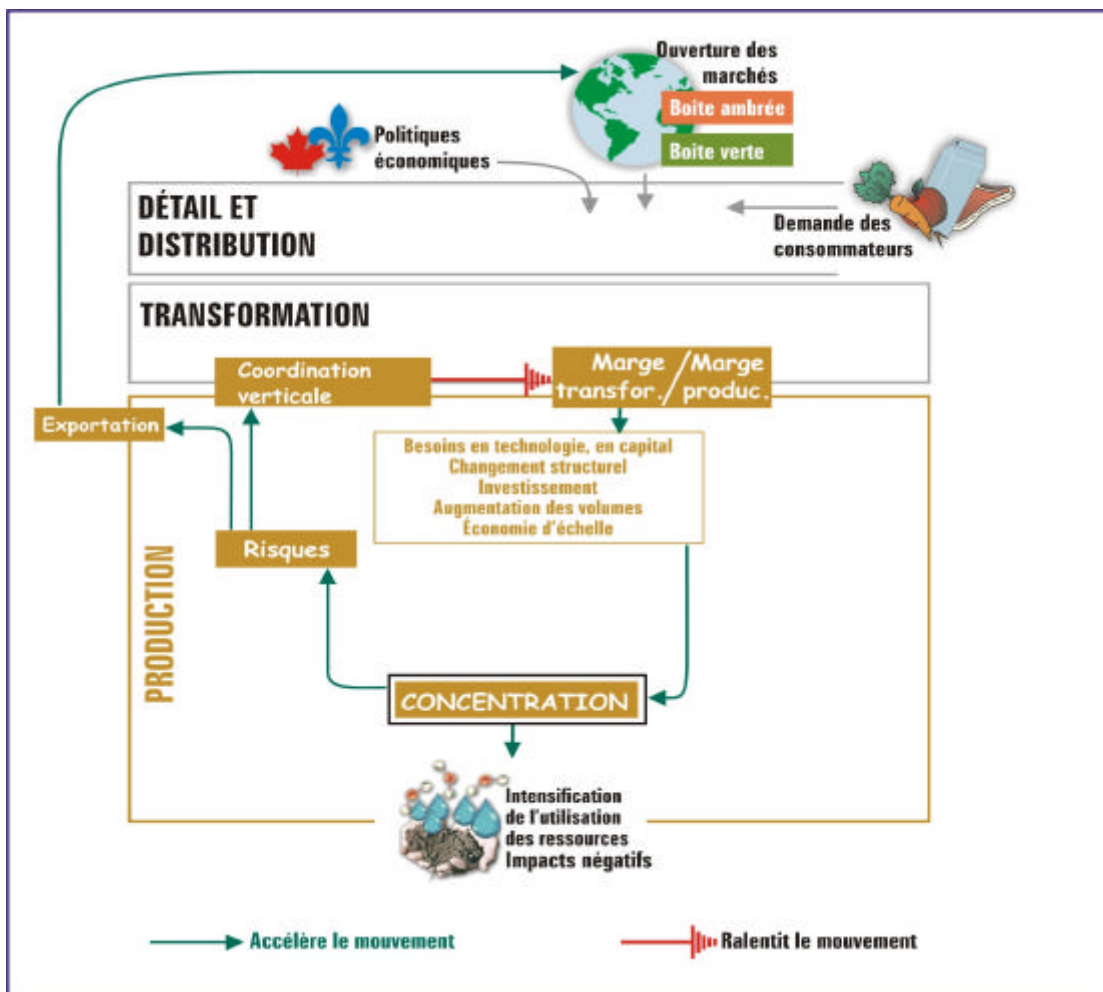 Ouverture des
marchés
Boite ambrée
Boite verte
Politiques
économiques
DÉTAIL ET
DISTRIBUTION
Demande des
consommateurs
TRANSFORMATION
Coordination
verticale
Marge / Marge
transfor. produc.
Exportation
Besoins en technologie, en capital
Changement structurel
Investissement
Augmentation des volumes
Économie d'échelle
Risques
PRODUCTION
CONCENTRATION
Intensification
de l'utilisation
des ressources
Impacts négatifs
Accélère le mouvement
Ralentit le mouvement